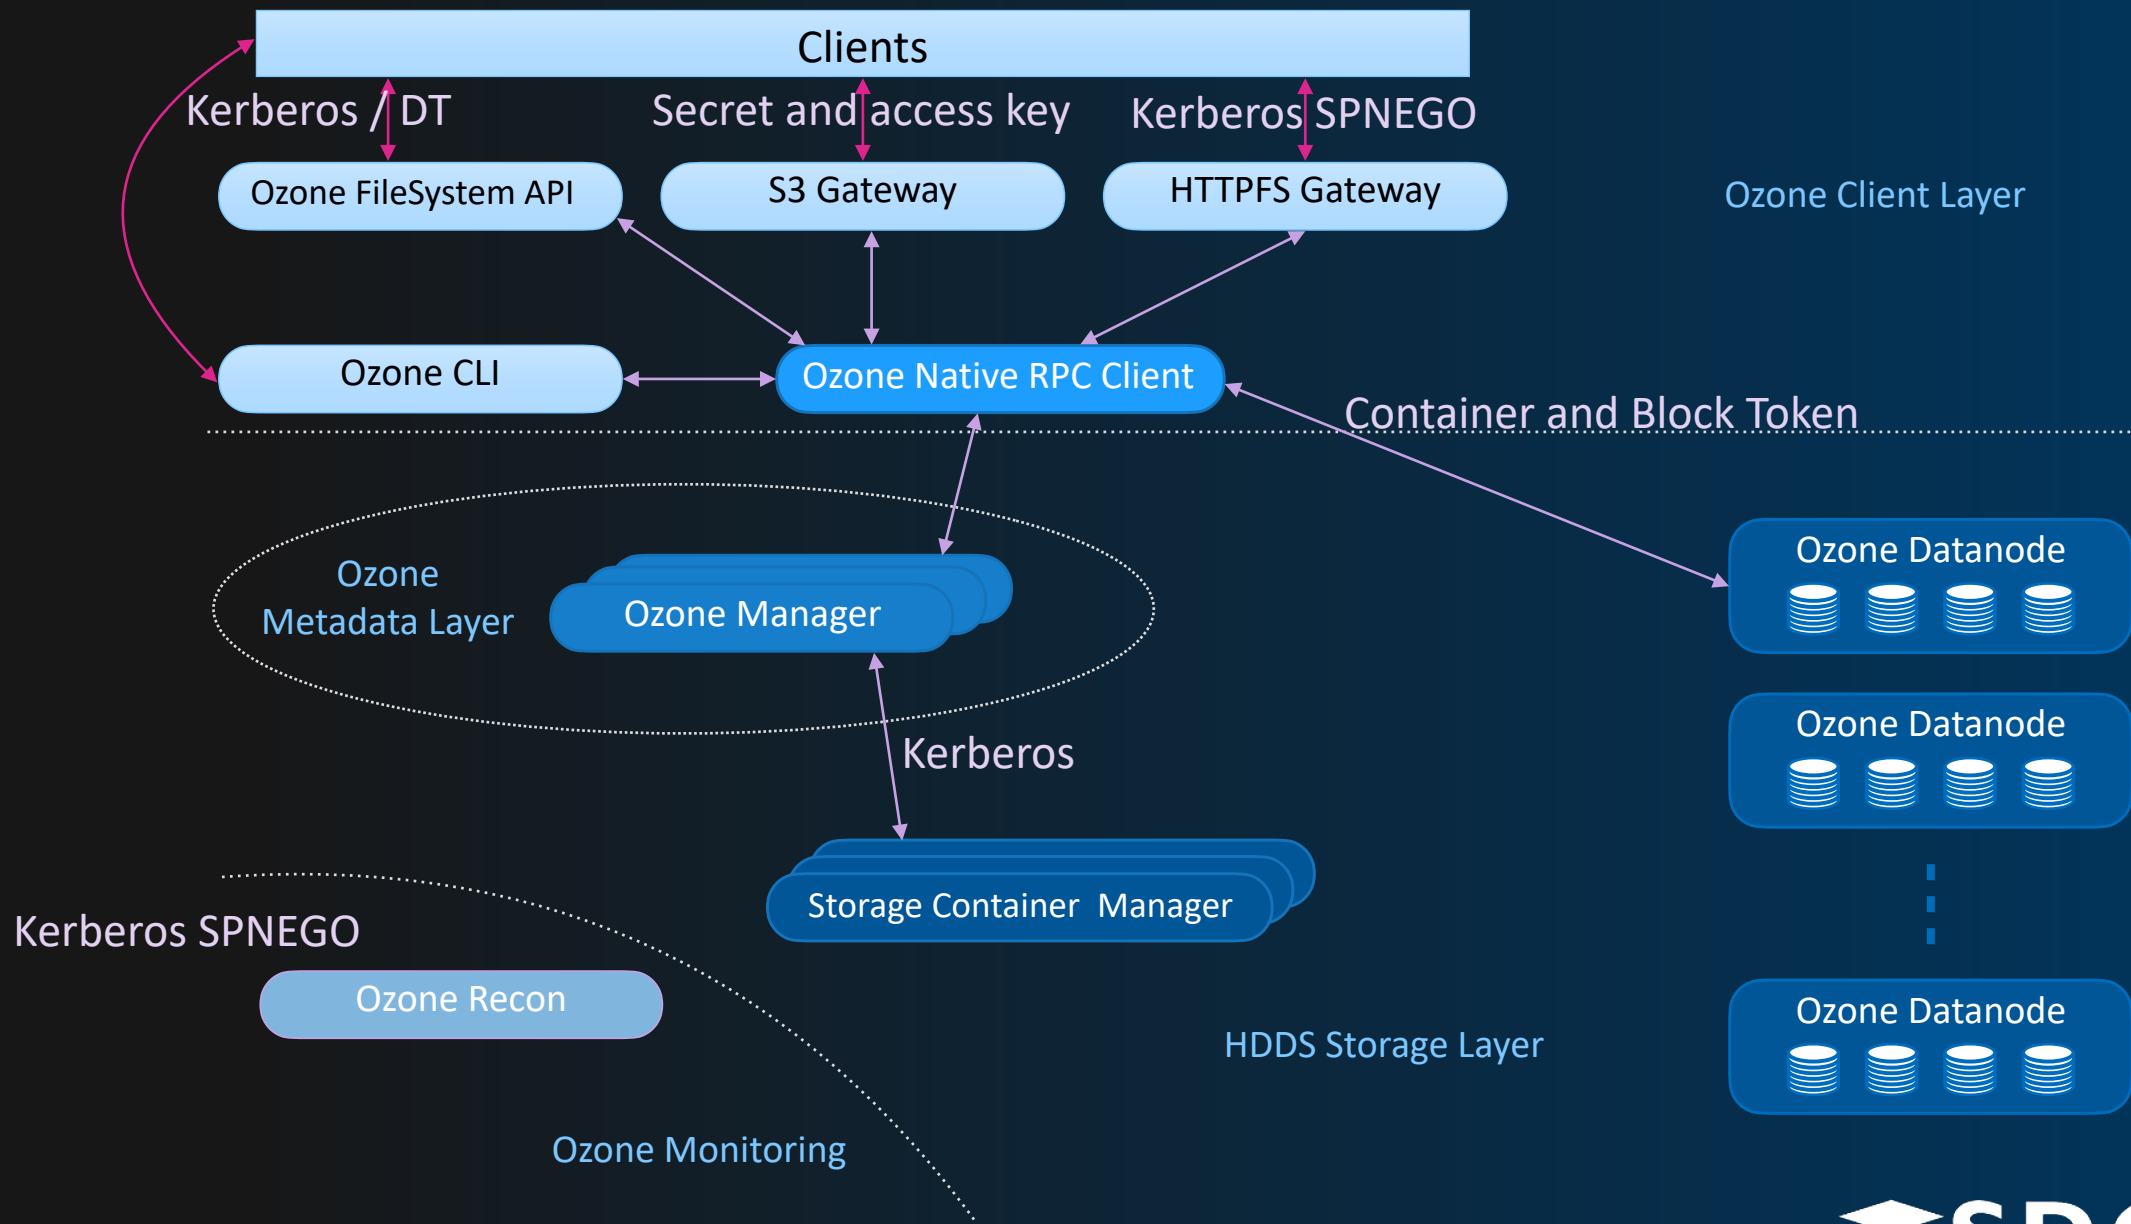 Clients
Kerberos / DT
Secret and access key
Kerberos SPNEGO
Ozone FileSystem API
S3 Gateway
HTTPFS Gateway
Ozone Client Layer
Ozone CLI
Ozone Native RPC Client
Container and Block Token
Ozone
Metadata Layer
Ozone Manager
Ozone Datanode
Ozone Datanode
Kerberos
Storage Container  Manager
Kerberos SPNEGO
Ozone Recon
Ozone Datanode
HDDS Storage Layer
Ozone Monitoring